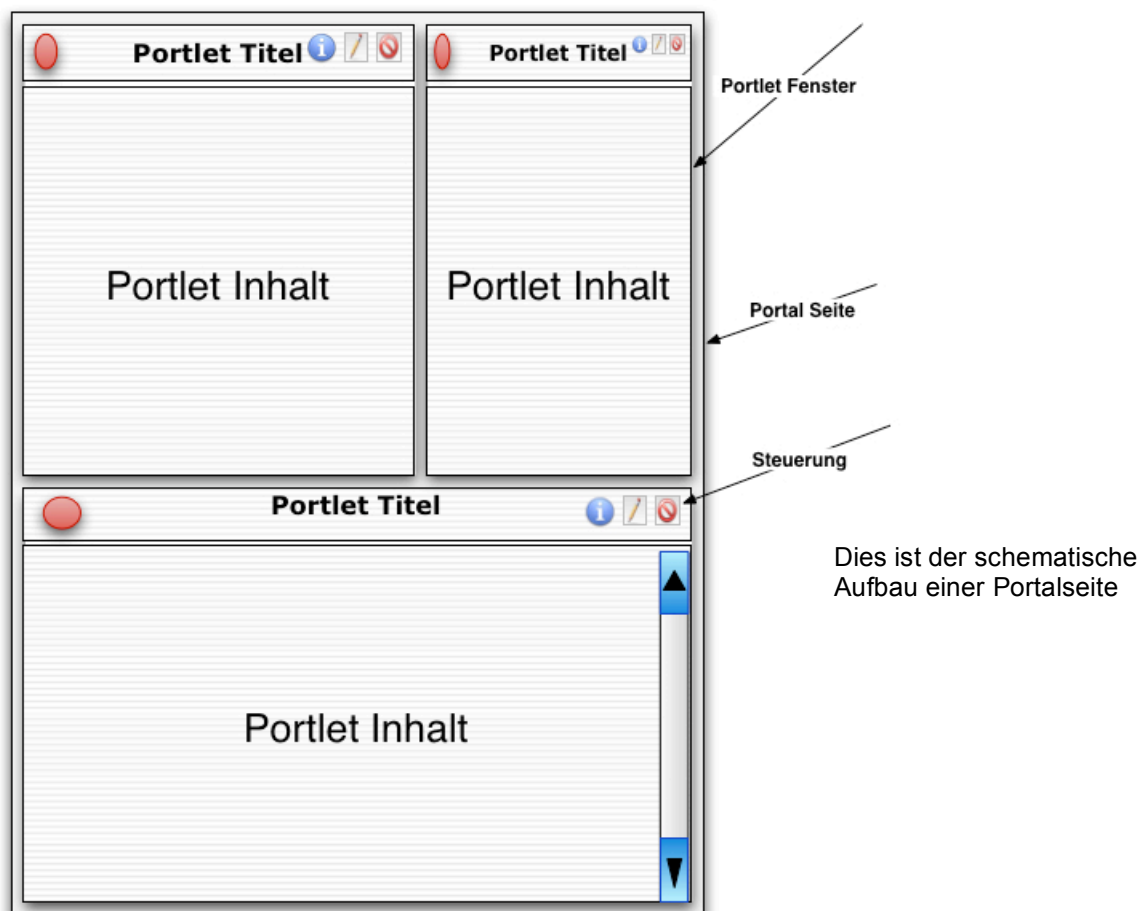 Portlet Titel
Portlet Titel
Portlet Fenster
Portlet Inhalt
Portlet Inhalt
Portal Seite
Steuerung
Portlet Titel
Dies ist der schematische
Aufbau einer Portalseite
Portlet Inhalt